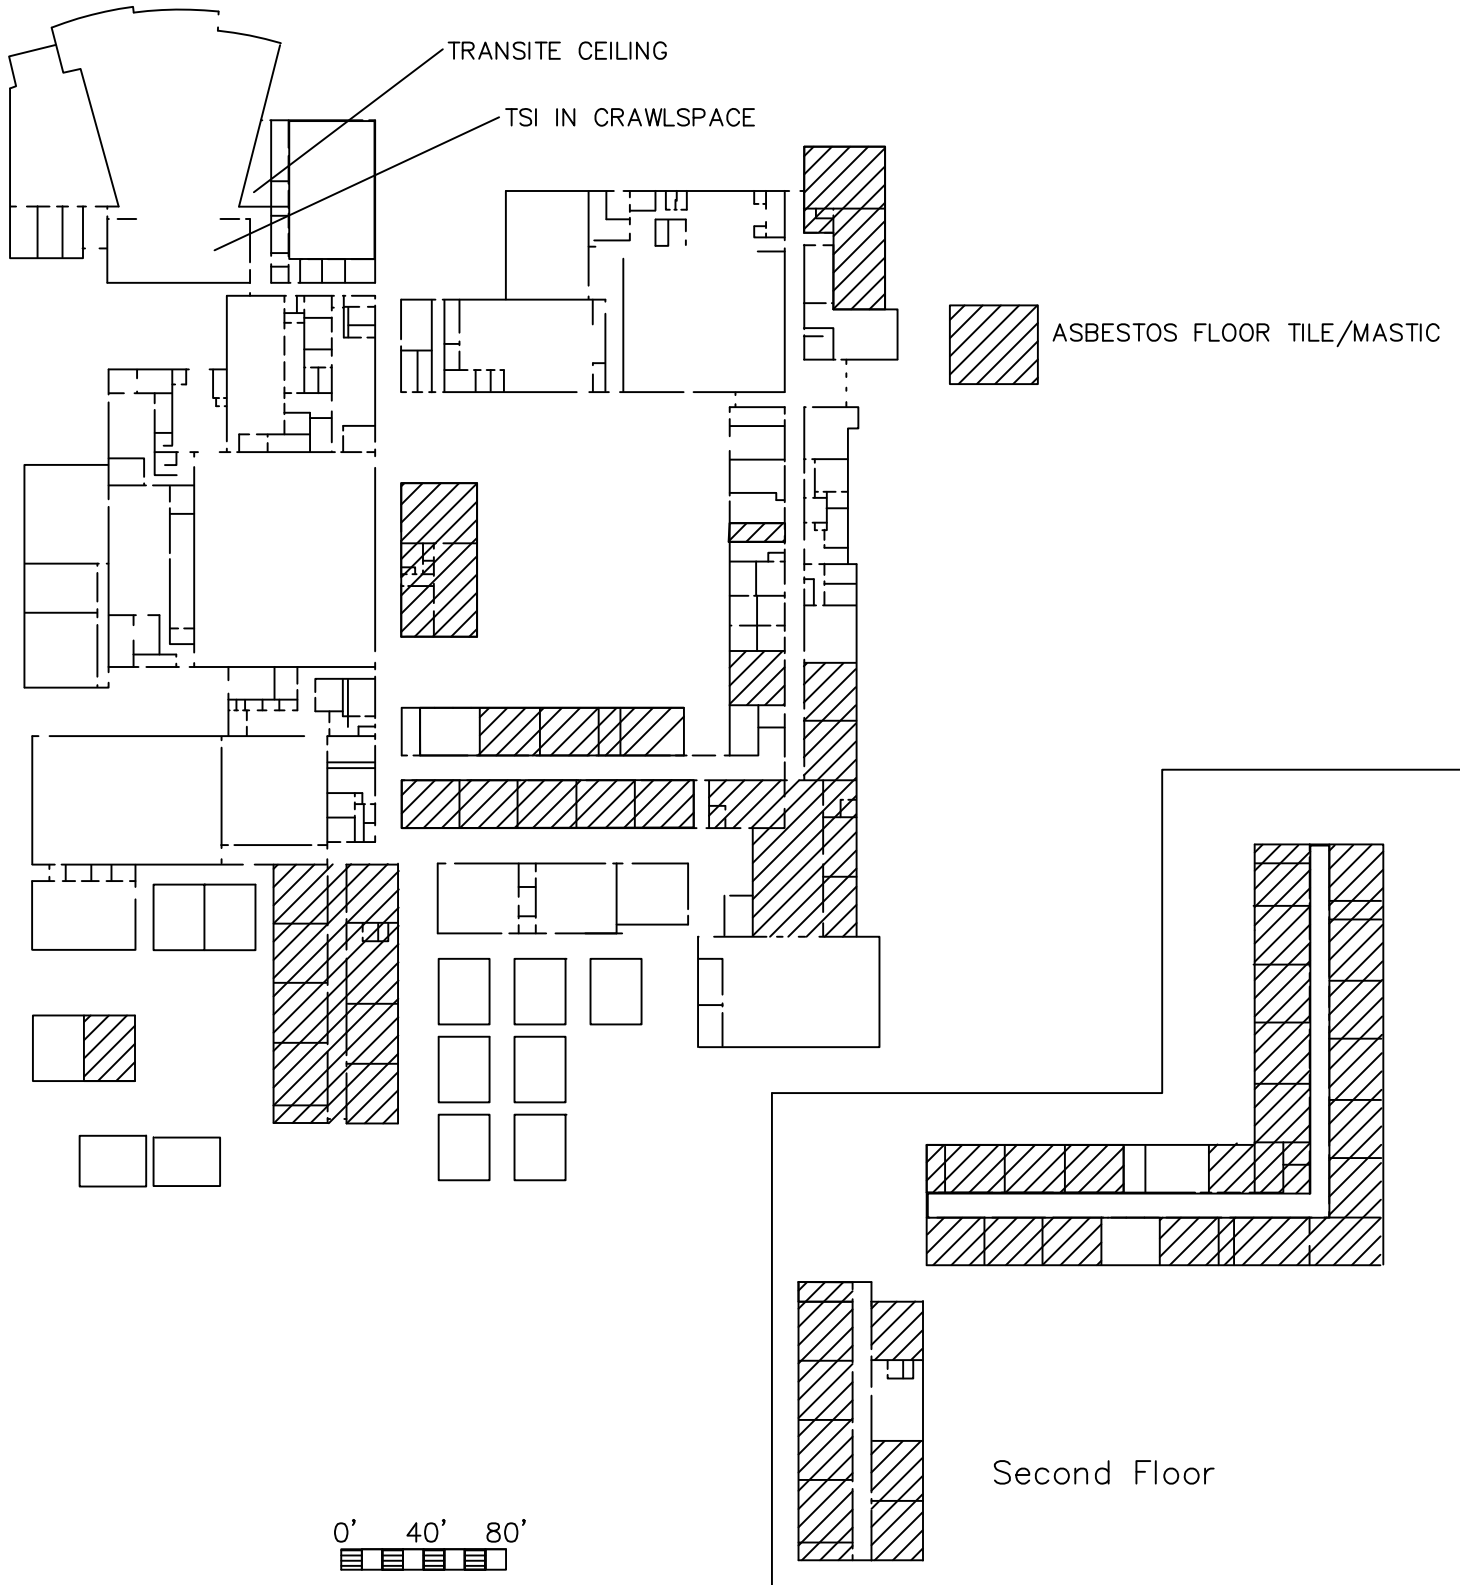 TRANSITE CEILING
TSI IN CRAWLSPACE
ASBESTOS FLOOR TILE/MASTIC
Second Floor
0' 40' 80'